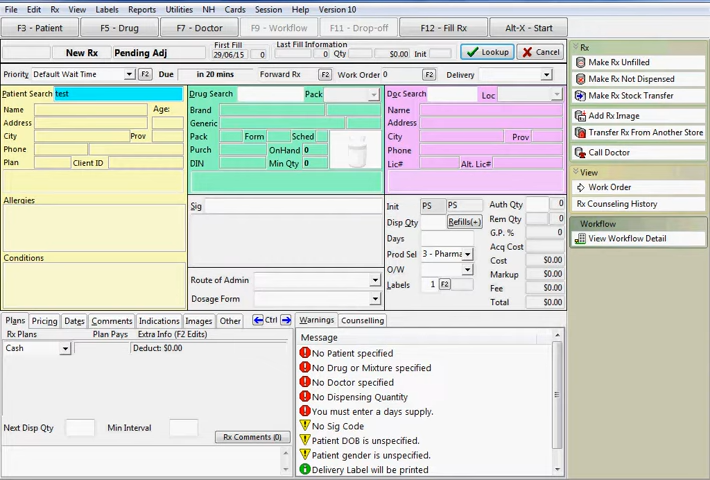 File Edit Rx View Labels Reports Utilities NH Cards Session Help Version 10
F3 - Patient F5 - Drug F7 - Doctor F9 - Workflow F11 - Drop-off F12 - Fill Rx Alt-X - Start
New Rx Pending Adj First Fill 29/06/15 0 Last Fill Information 0 Qty $0.00 Init Lookup Cancel
Priority Default Wait Time F2 Due in 20 mins Forward Rx F2 Work Order 0 Delivery F2
Patient Search test
Name Age:
Address
City Prov
Phone
Plan Client ID
Allergies
Conditions
Drug Search Pack
Brand
Generic
Pack Form Sched
Purch OnHand 0
DIN Min Qty 0
Sig
Route of Admin
Dosage Form
Doc Search Loc
Name
Address
City Prov
Phone
Lic# Alt. Lic#
Init PS PS Auth Qty 0
Disp Qty Refills(+) Rem Qty 0
Days G.P. % 0
Prod Sel 3 - Pharma Acq Cost
O/W Cost $0.00
Labels 1 F2 Markup $0.00
Fee $0.00
Total $0.00
Plans Pricing Dates Comments Indications Images Other Ctrl
Rx Plans Plan Pays Extra Info (F2 Edits)
Cash Deduct: $0.00
Next Disp Qty Min Interval
Rx Comments (0)
Warnings Counselling
Message
No Patient specified
No Drug or Mixture specified
No Doctor specified
No Dispensing Quantity
You must enter a days supply.
No Sig Code
Patient DOB is unspecified.
Patient gender is unspecified.
Delivery Label will be printed
Rx
Make Rx Unfilled
Make Rx Not Dispensed
Make Rx Stock Transfer
Add Rx Image
Transfer Rx From Another Store
Call Doctor
View
Work Order
Rx Counseling History
Workflow
View Workflow Detail